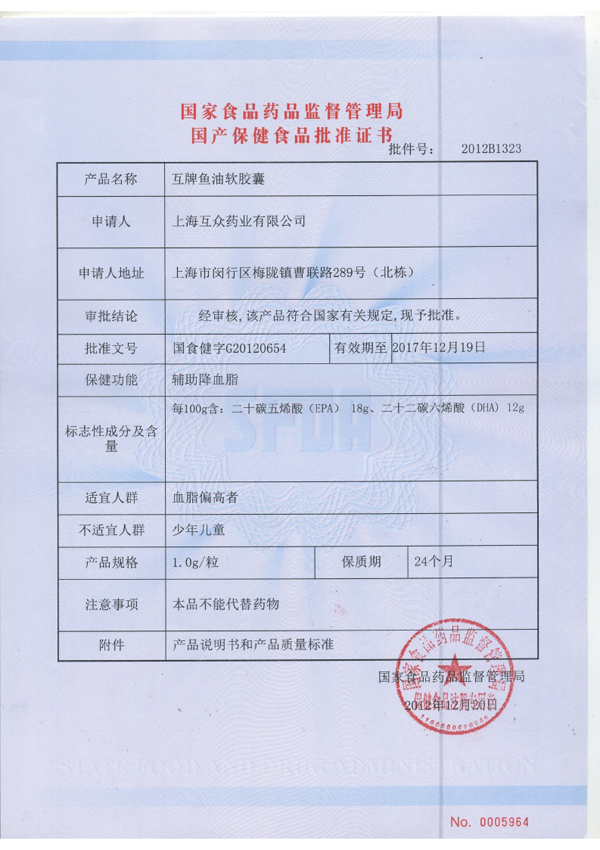 国家食品药品监督管理局
国产保健食品批准证书
批件号： 2012B1323
产品名称 互牌鱼油软胶囊
申请人 上海互众药业有限公司
申请人地址 上海市闵行区梅陇镇曹联路289号（北栋）
审批结论 经审核,该产品符合国家有关规定,现予批准。
批准文号 国食健字G20120654 有效期至 2017年12月19日
保健功能 辅助降血脂
标志性成分及含
量
每100g含：二十碳五烯酸（EPA） 18g、二十二碳六烯酸（DHA）12g
SFDA
适宜人群 血脂偏高者
不适宜人群 少年儿童
产品规格 1.0g/粒 保质期 24个月
注意事项 本品不能代替药物
附件 产品说明书和产品质量标准
国家食品药品监督管理局
国家食品药品监督管理局
2012年12月20日
STATE FOOD AND DRUG ADMINISTRATION
No. 0005964